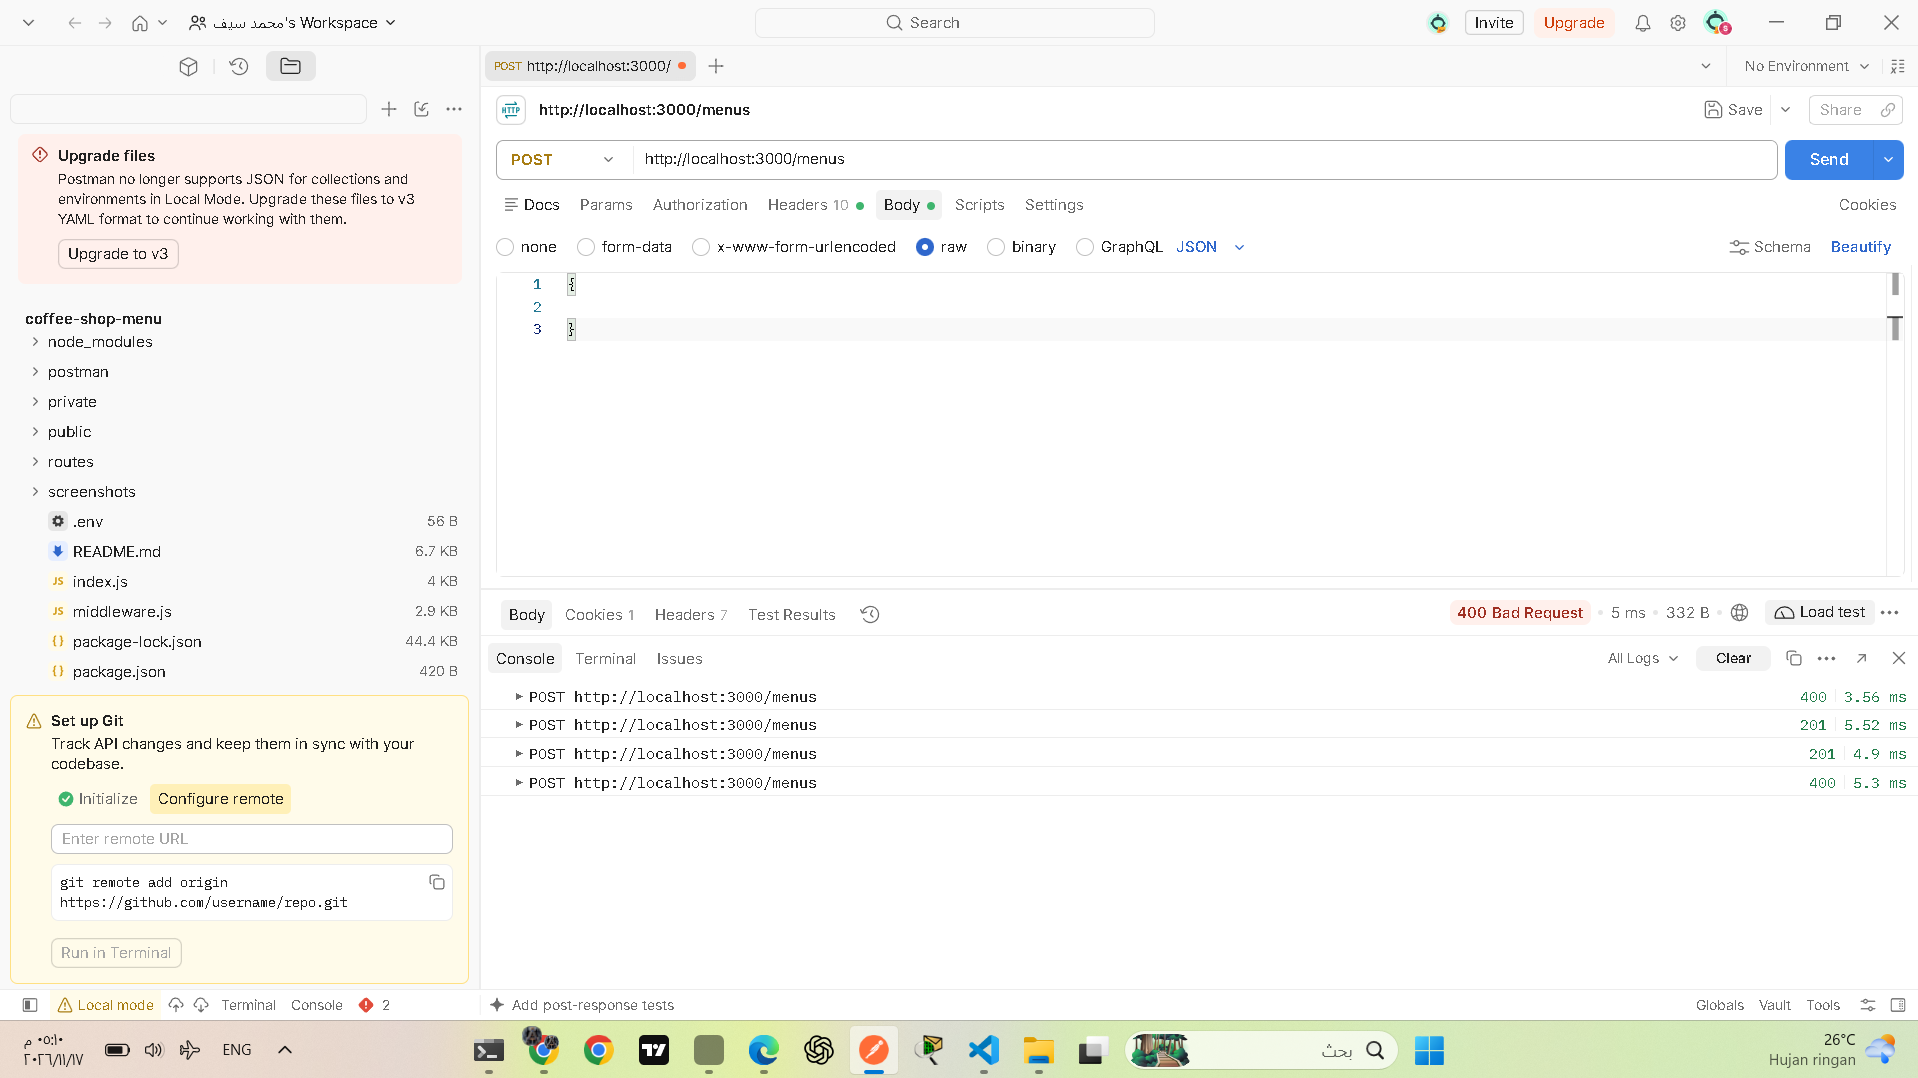 محمد سيف's Workspace
Search
Invite
Upgrade
POST http://localhost:3000/
No Environment
HTTP http://localhost:3000/menus
Save
Share
Upgrade files
Postman no longer supports JSON for collections and
environments in Local Mode. Upgrade these files to v3
YAML format to continue working with them.
Upgrade to v3
POST
http://localhost:3000/menus
Send
Docs
Params
Authorization
Headers 10
Body
Scripts
Settings
Cookies
none
form-data
x-www-form-urlencoded
raw
binary
GraphQL
JSON
Schema
Beautify
1 {
2
3 }
coffee-shop-menu
node_modules
postman
private
public
routes
screenshots
.env 56 B
README.md 6.7 KB
JS index.js 4 KB
JS middleware.js 2.9 KB
{} package-lock.json 44.4 KB
{} package.json 420 B
Body
Cookies 1
Headers 7
Test Results
400 Bad Request
5 ms
332 B
Load test
Console
Terminal
Issues
All Logs
Clear
POST http://localhost:3000/menus 400 3.56 ms
POST http://localhost:3000/menus 201 5.52 ms
POST http://localhost:3000/menus 201 4.9 ms
POST http://localhost:3000/menus 400 5.3 ms
Set up Git
Track API changes and keep them in sync with your
codebase.
Initialize
Configure remote
Enter remote URL
git remote add origin
https://github.com/username/repo.git
Run in Terminal
Local mode
Terminal
Console
2
Add post-response tests
Globals
Vault
Tools
٠٥:١٠ م
٢٠٢٦/١١/١٧
ENG
بحث
26°C
Hujan ringan